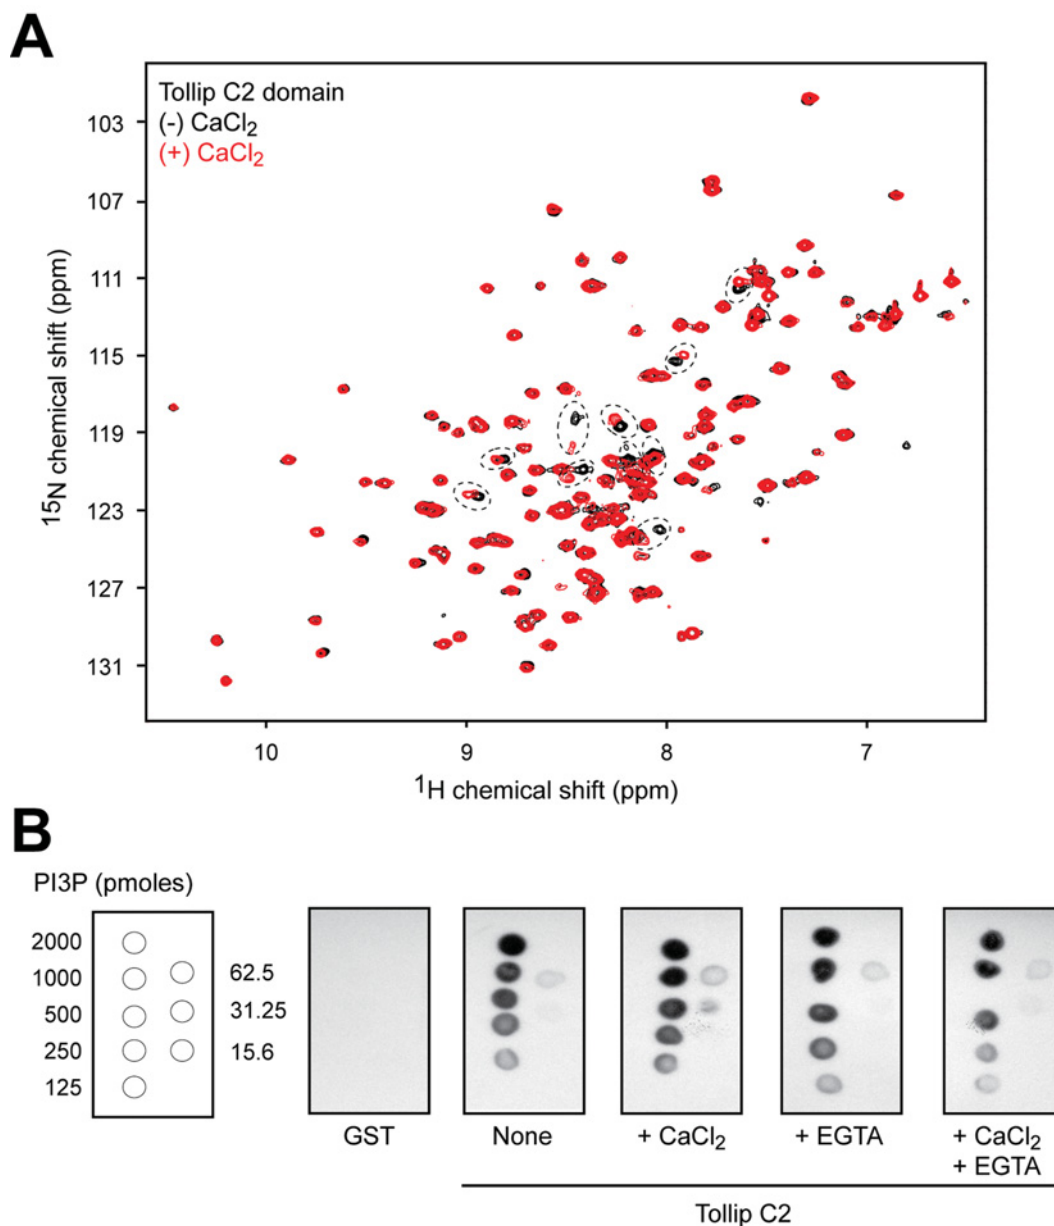 A
Tollip C2 domain
(-) CaCl2
(+) CaCl2
103
107
111
115
119
123
127
131
15N chemical shift (ppm)
10 9 8 7
1H chemical shift (ppm)
B
PI3P (pmoles)
2000
1000 62.5
500 31.25
250 15.6
125
GST None + CaCl2 + EGTA + CaCl2
+ EGTA
Tollip C2